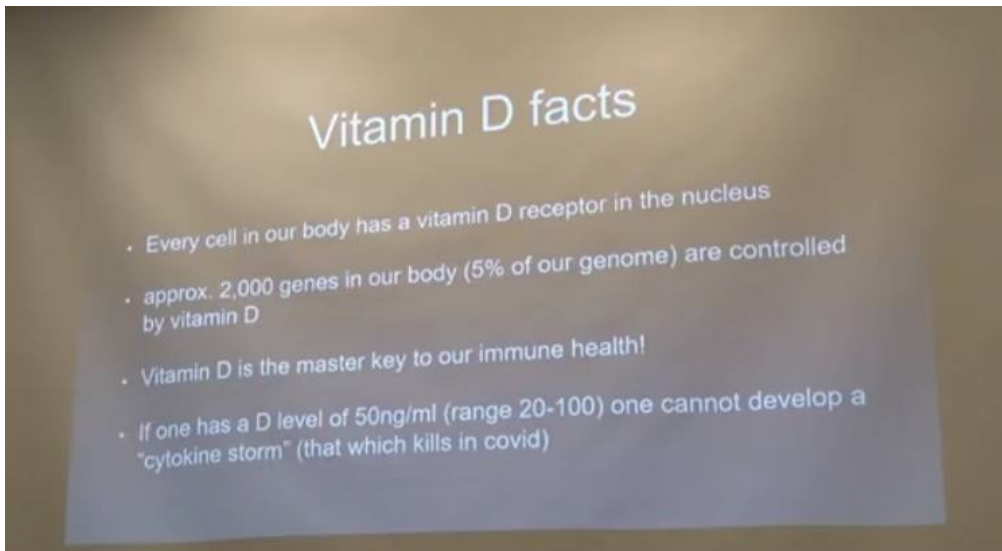 Vitamin D facts
· Every cell in our body has a vitamin D receptor in the nucleus
· approx. 2,000 genes in our body (5% of our genome) are controlled
by vitamin D
· Vitamin D is the master key to our immune health!
· If one has a D level of 50ng/ml (range 20-100) one cannot develop a
"cytokine storm" (that which kills in covid)